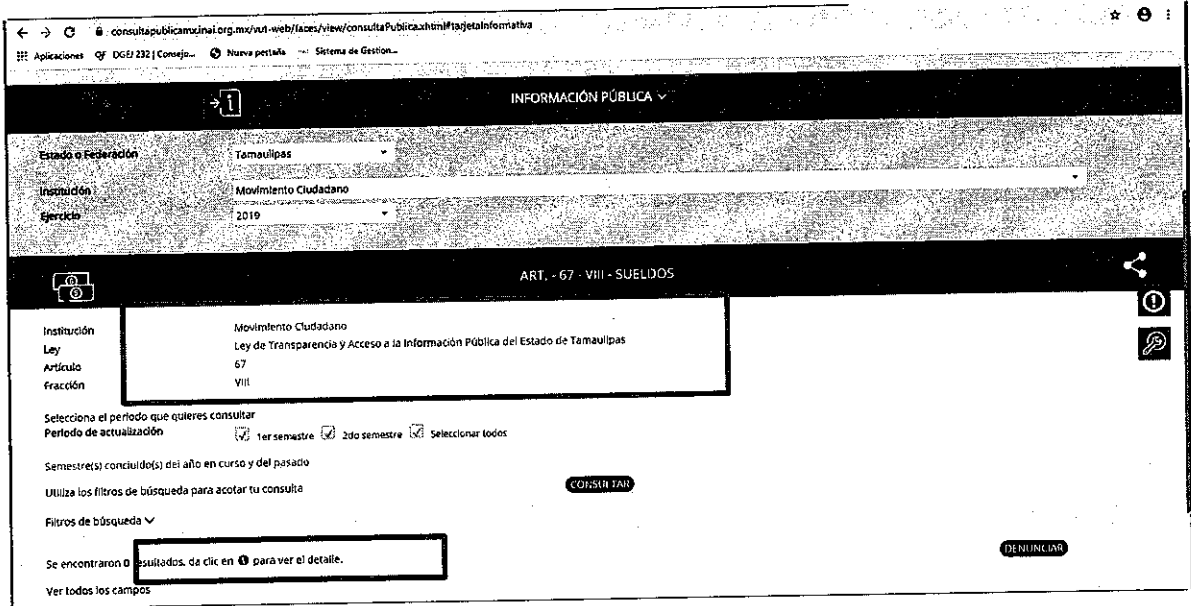 consultapublicamx.inai.org.mx/vut-web/faces/view/consultaPublica.xhtml#tarjetaInformativa
Aplicaciones DGEJ 232 | Consejo... Nueva pestaña Sistema de Gestion...
INFORMACIÓN PÚBLICA
Estado o Federación Tamaulipas
Institución Movimiento Ciudadano
Ejercicio 2019
ART. - 67 - VIII - SUELDOS
Institución Movimiento Ciudadano
Ley Ley de Transparencia y Acceso a la Información Pública del Estado de Tamaulipas
Artículo 67
Fracción VIII
Selecciona el periodo que quieres consultar
Periodo de actualización 1er semestre 2do semestre Seleccionar todos
Semestre(s) concluido(s) del año en curso y del pasado
Utiliza los filtros de búsqueda para acotar tu consulta CONSULTAR
Filtros de búsqueda
DENUNCIAR
Se encontraron 0 resultados, da clic en para ver el detalle.
Ver todos los campos